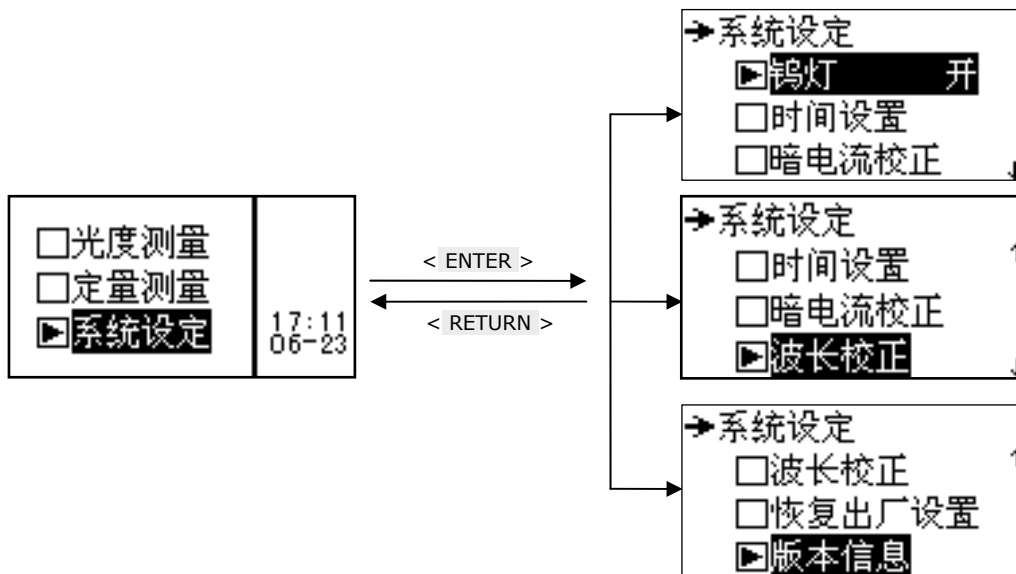 光度测量
定量测量
系统设定
17:11
06-23
< ENTER >
< RETURN >
系统设定
钨灯 开
时间设置
暗电流校正
系统设定
时间设置
暗电流校正
波长校正
系统设定
波长校正
恢复出厂设置
版本信息